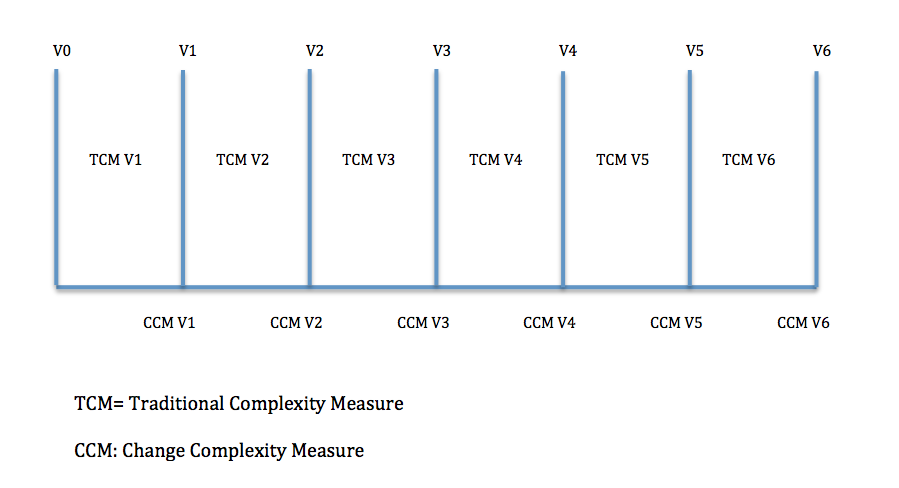 V0 V1 V2 V3 V4 V5 V6
TCM V1 TCM V2 TCM V3 TCM V4 TCM V5 TCM V6
CCM V1 CCM V2 CCM V3 CCM V4 CCM V5 CCM V6
TCM= Traditional Complexity Measure
CCM: Change Complexity Measure